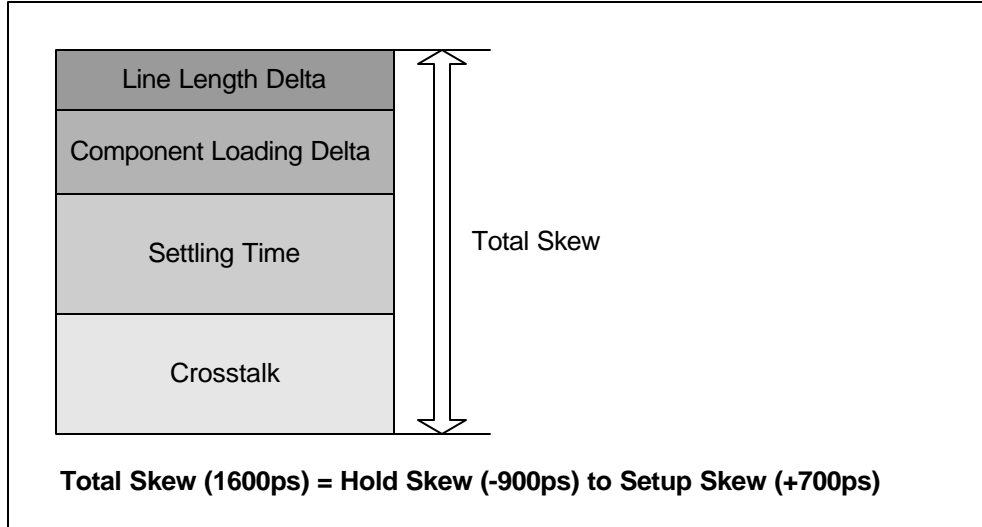 Line Length Delta
Component Loading Delta
Settling Time
Total Skew
Crosstalk
Total Skew (1600ps) = Hold Skew (-900ps) to Setup Skew (+700ps)